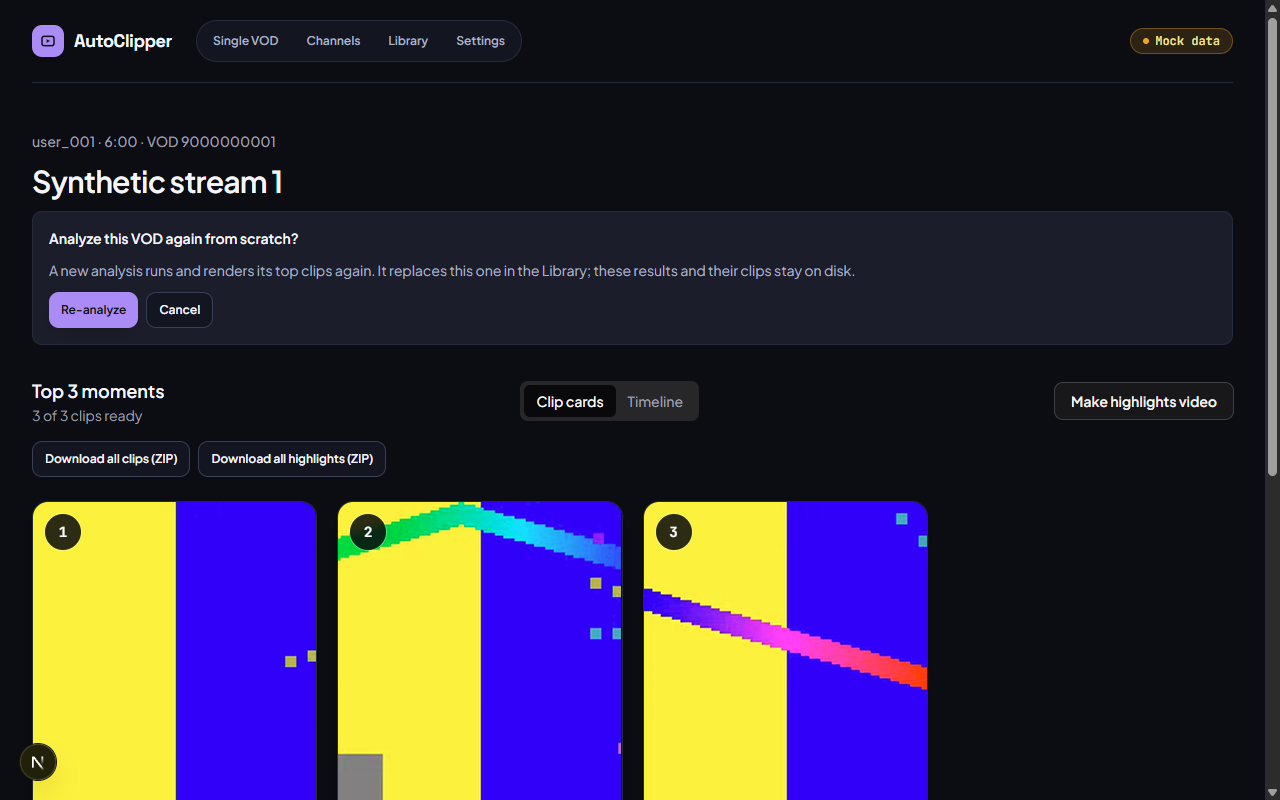 AutoClipper
Single VOD Channels Library Settings
Mock data
user_001 · 6:00 · VOD 9000000001
Synthetic stream 1
Analyze this VOD again from scratch?
A new analysis runs and renders its top clips again. It replaces this one in the Library; these results and their clips stay on disk.
Re-analyze Cancel
Top 3 moments
3 of 3 clips ready
Clip cards Timeline
Make highlights video
Download all clips (ZIP) Download all highlights (ZIP)
1 2 3
N